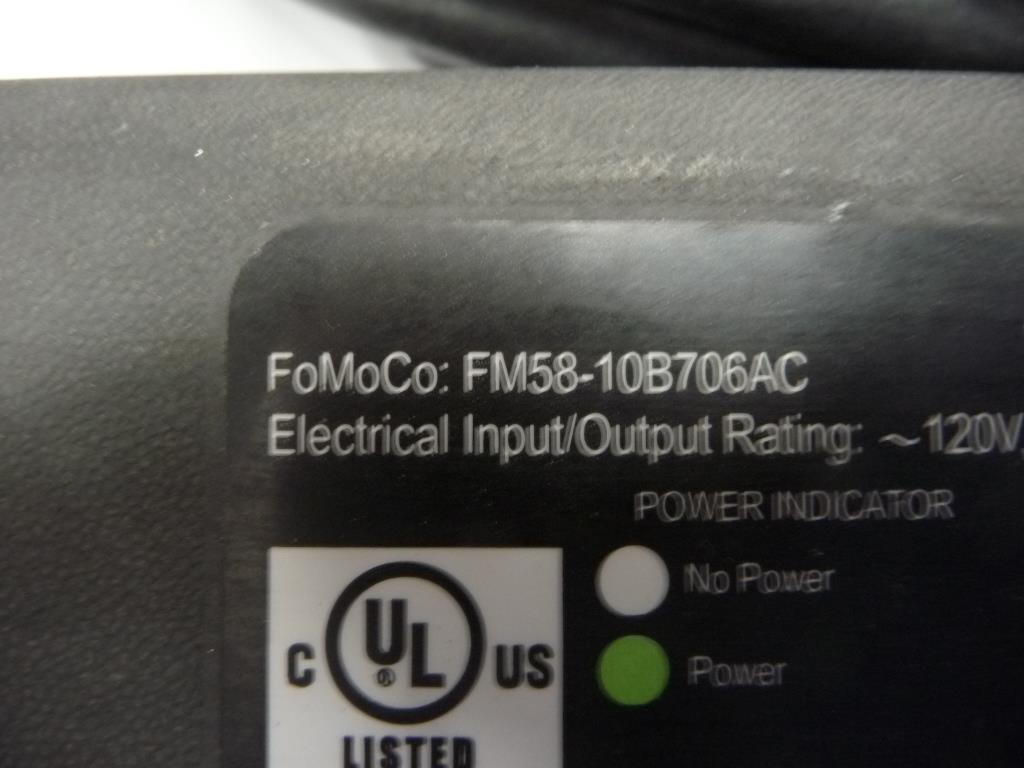 FoMoCo: FM58-10B706AC
Electrical Input/Output Rating: ~120V,
POWER INDICATOR
No Power
Power
C UL® US
LISTED